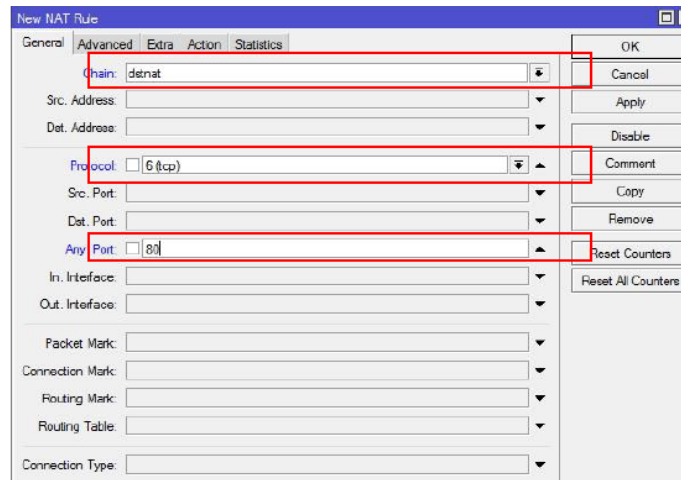 New NAT Rule
General Advanced Extra Action Statistics
Chain: dstnat
Src. Address:
Dst. Address:
Protocol: 6 (tcp)
Src. Port:
Dst. Port:
Any. Port: 80
In. Interface:
Out. Interface:
Packet Mark:
Connection Mark:
Routing Mark:
Routing Table:
Connection Type:
OK
Cancel
Apply
Disable
Comment
Copy
Remove
Reset Counters
Reset All Counters